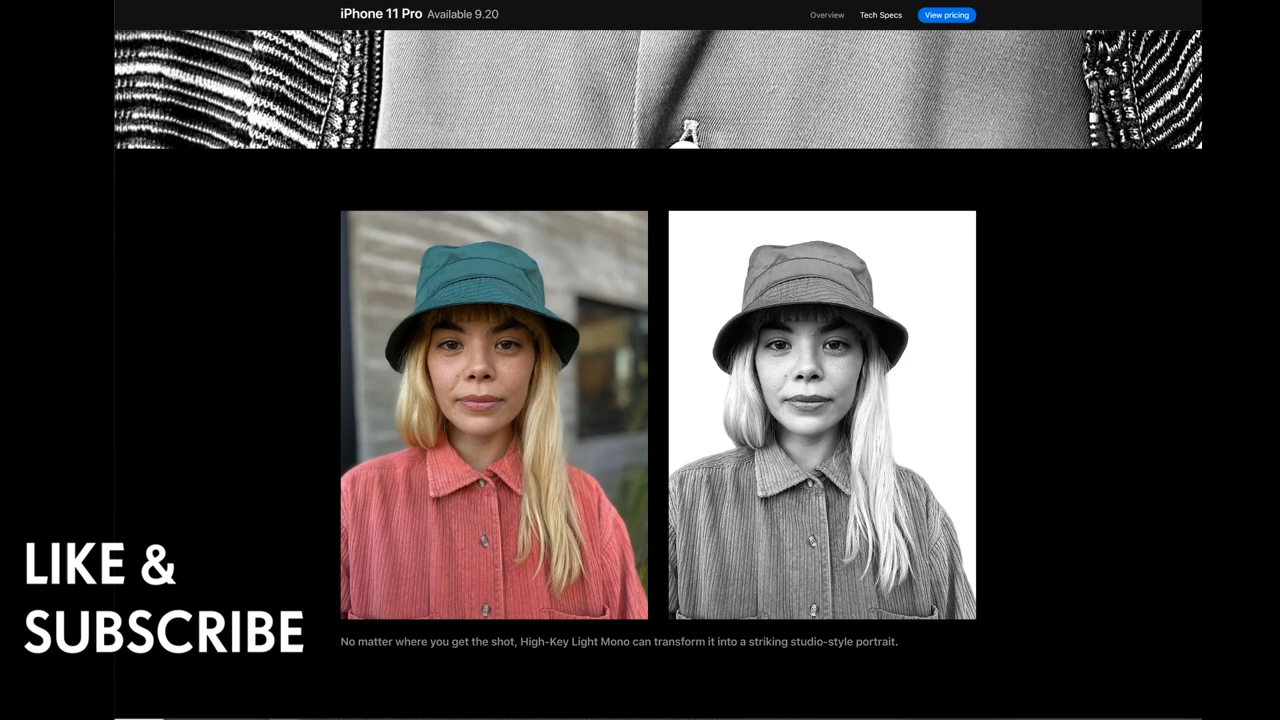 iPhone 11 Pro Available 9.20
Overview Tech Specs View pricing
LIKE &
SUBSCRIBE
No matter where you get the shot, High-Key Light Mono can transform it into a striking studio-style portrait.